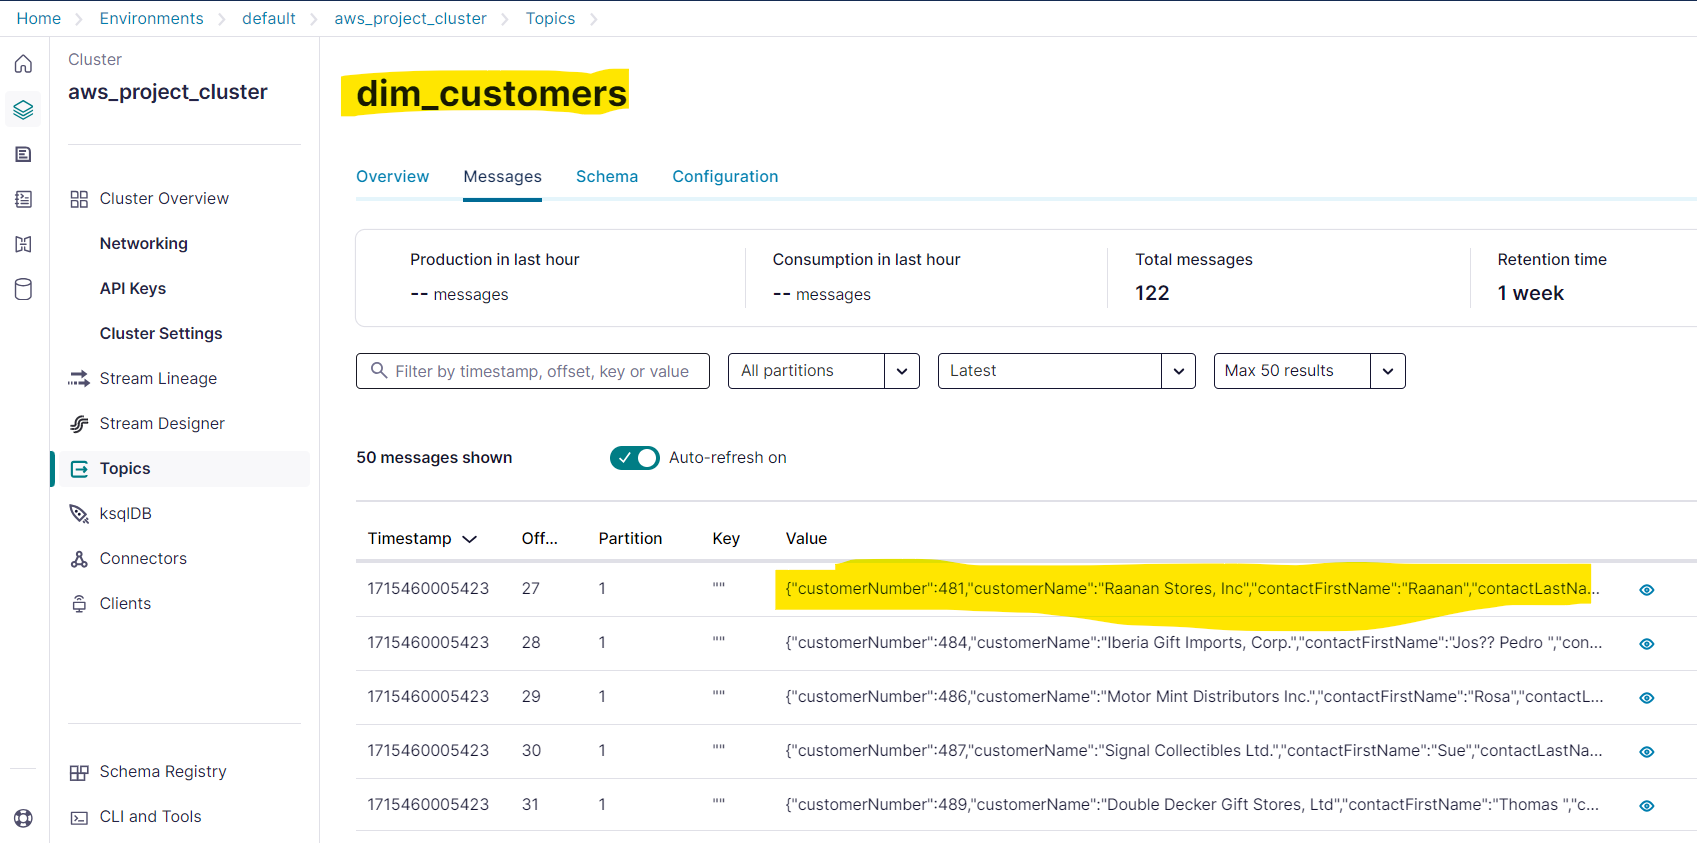 Home > Environments > default > aws_project_cluster > Topics >
Cluster
aws_project_cluster
Cluster Overview
Networking
API Keys
Cluster Settings
Stream Lineage
Stream Designer
Topics
ksqlDB
Connectors
Clients
Schema Registry
CLI and Tools
dim_customers
Overview Messages Schema Configuration
Production in last hour
-- messages
Consumption in last hour
-- messages
Total messages
122
Retention time
1 week
Filter by timestamp, offset, key or value
All partitions
Latest
Max 50 results
50 messages shown
Auto-refresh on
Timestamp Off... Partition Key Value
1715460005423 27 1 "" {"customerNumber":481,"customerName":"Raanan Stores, Inc","contactFirstName":"Raanan","contactLastNa...
1715460005423 28 1 "" {"customerNumber":484,"customerName":"Iberia Gift Imports, Corp.","contactFirstName":"Jos?? Pedro ","con...
1715460005423 29 1 "" {"customerNumber":486,"customerName":"Motor Mint Distributors Inc.","contactFirstName":"Rosa","contactL...
1715460005423 30 1 "" {"customerNumber":487,"customerName":"Signal Collectibles Ltd.","contactFirstName":"Sue","contactLastNa...
1715460005423 31 1 "" {"customerNumber":489,"customerName":"Double Decker Gift Stores, Ltd","contactFirstName":"Thomas ","c...